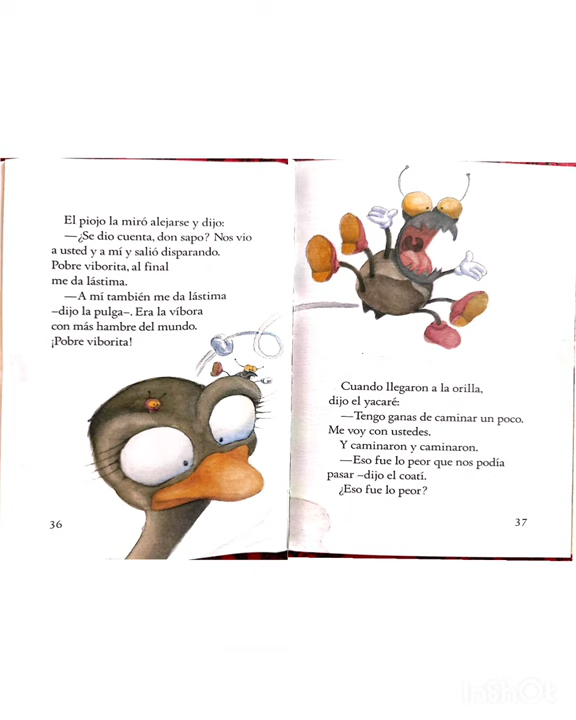 El piojo la miró alejarse y dijo:
—¿Se dio cuenta, don sapo? Nos vio
a usted y a mí y salió disparando.
Pobre viborita, al final
me da lástima.
—A mí también me da lástima
–dijo la pulga–. Era la víbora
con más hambre del mundo.
¡Pobre viborita!
36
Cuando llegaron a la orilla,
dijo el yacaré:
—Tengo ganas de caminar un poco.
Me voy con ustedes.
Y caminaron y caminaron.
—Eso fue lo peor que nos podía
pasar –dijo el coatí.
¿Eso fue lo peor?
37
InShOt